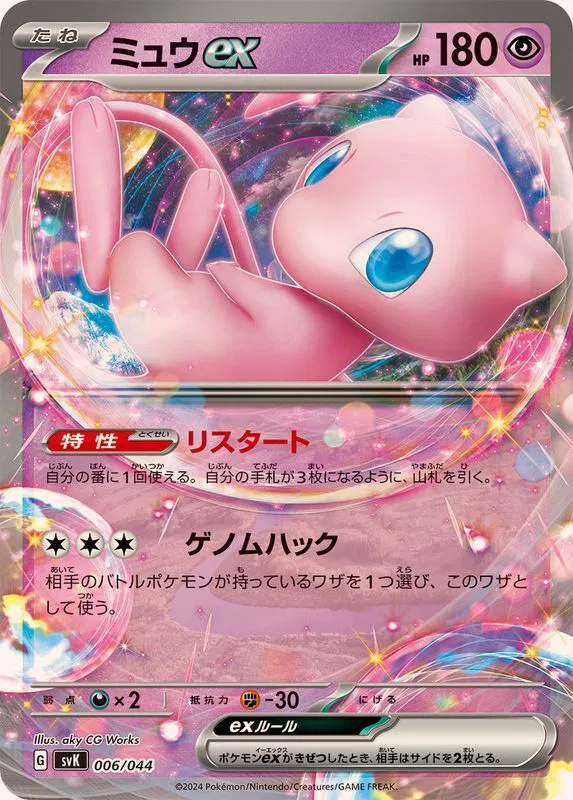 たね
ミュウex
HP 180
特性 とくせい リスタート
自分の番に1回使える。自分の手札が3枚になるように、山札を引く。
ゲノムハック
相手のバトルポケモンが持っているワザを1つ選び、このワザと
して使う。
弱点 ×2 抵抗力 -30 にげる
exルール
ポケモンexがきぜつしたとき、相手はサイドを2枚とる。
Illus. aky CG Works
G svK 006/044
©2024 Pokémon/Nintendo/Creatures/GAME FREAK.